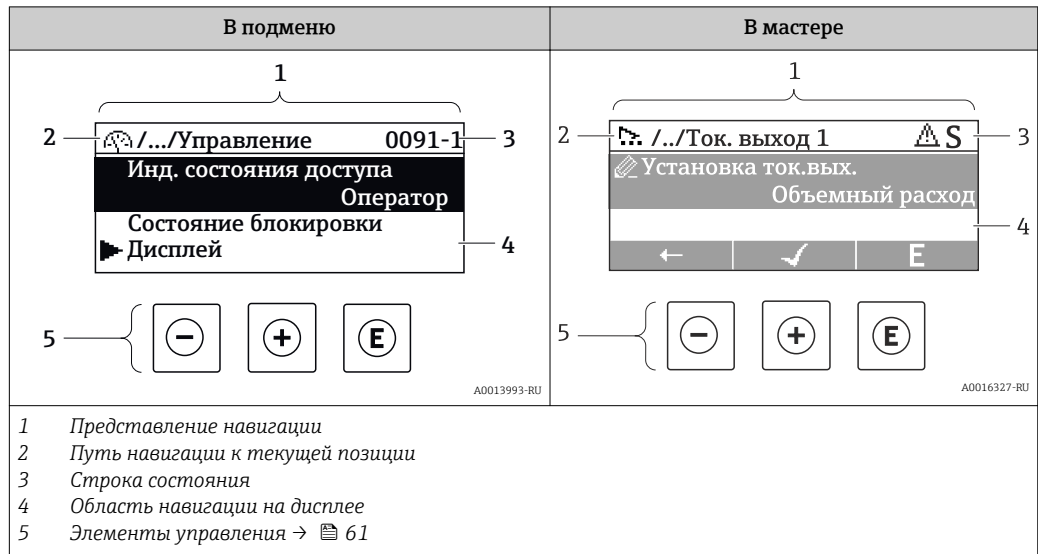 В подменю
1
2
/.../Управление 0091-1
3
Инд. состояния доступа
Оператор
Состояние блокировки
Дисплей
4
5
− + E
A0013993-RU
В мастере
1
2
/../Ток. выход 1 S
3
Установка ток.вых.
Объемный расход
4
← ✓ E
5
− + E
A0016327-RU
1 Представление навигации
2 Путь навигации к текущей позиции
3 Строка состояния
4 Область навигации на дисплее
5 Элементы управления → 61